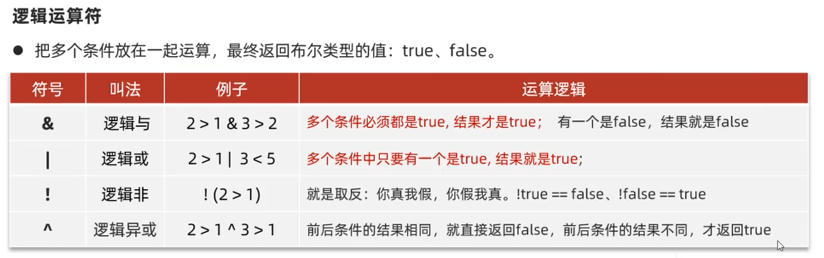 逻辑运算符
● 把多个条件放在一起运算，最终返回布尔类型的值：true、false。
符号 叫法 例子 运算逻辑
& 逻辑与 2 > 1 & 3 > 2 多个条件必须都是true, 结果才是true； 有一个是false，结果就是false
| 逻辑或 2 > 1 | 3 < 5 多个条件中只要有一个是true, 结果就是true；
! 逻辑非 ! (2 > 1) 就是取反：你真我假，你假我真。!true == false、!false == true
^ 逻辑异或 2 > 1 ^ 3 > 1 前后条件的结果相同，就直接返回false，前后条件的结果不同，才返回true